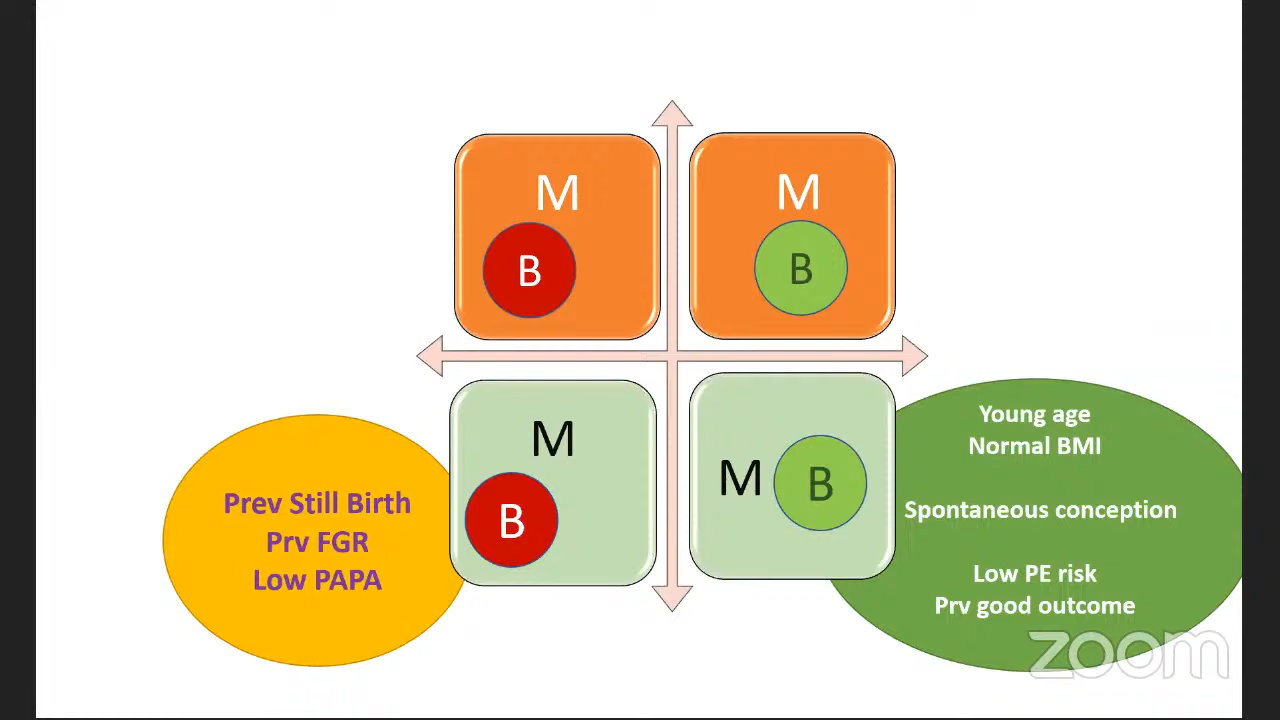 M
B
M
B
M
B
M
B
Prev Still Birth
Prv FGR
Low PAPA
Young age
Normal BMI
Spontaneous conception
Low PE risk
Prv good outcome
zoom